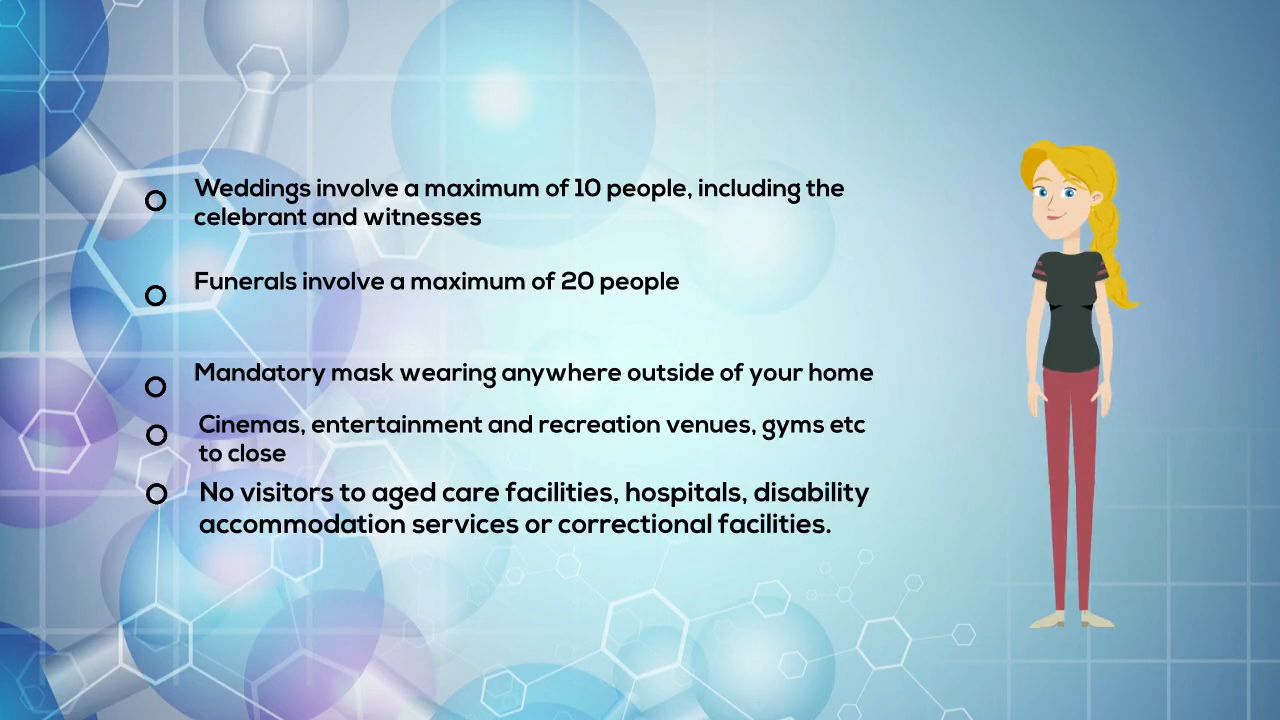 Weddings involve a maximum of 10 people, including the
celebrant and witnesses
Funerals involve a maximum of 20 people
Mandatory mask wearing anywhere outside of your home
Cinemas, entertainment and recreation venues, gyms etc
to close
No visitors to aged care facilities, hospitals, disability
accommodation services or correctional facilities.